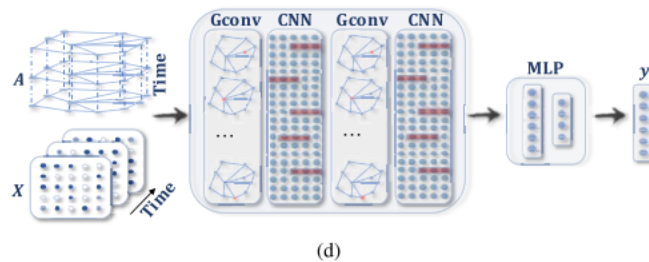 Gconv CNN Gconv CNN
A
Time
MLP
y
...
...
X
Time
(d)